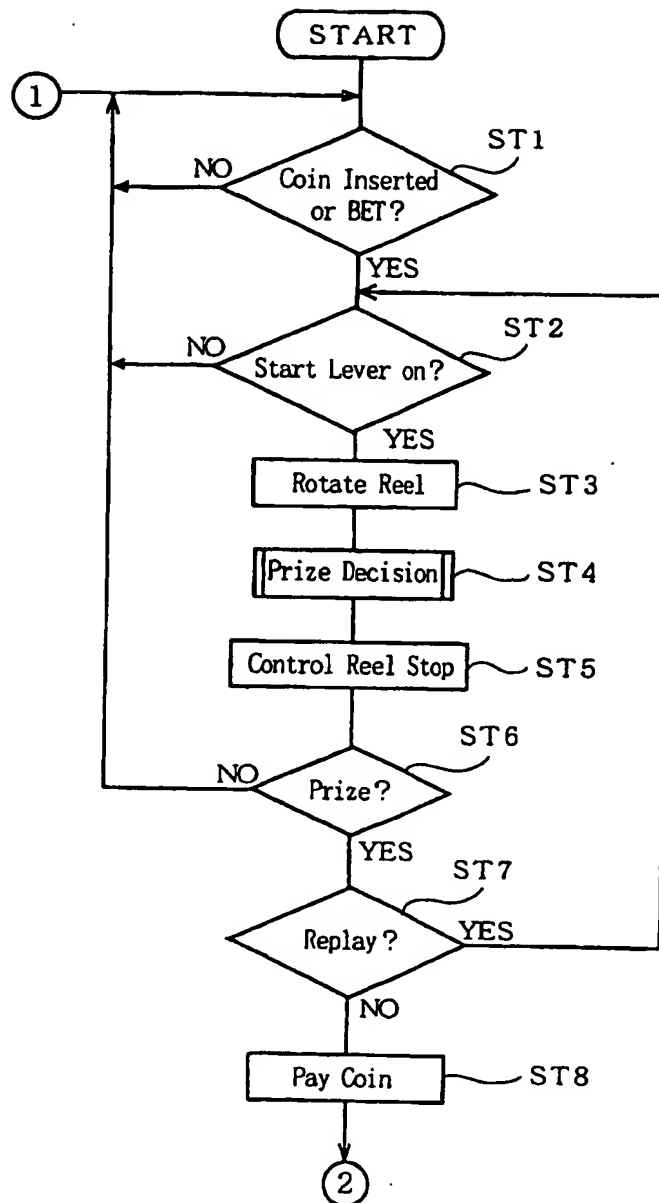 START
1
ST1
NO
Coin Inserted
or BET?
YES
ST2
NO
Start Lever on?
YES
Rotate Reel
ST3
Prize Decision
ST4
Control Reel Stop
ST5
ST6
NO
Prize?
YES
ST7
Replay?
YES
NO
Pay Coin
ST8
2